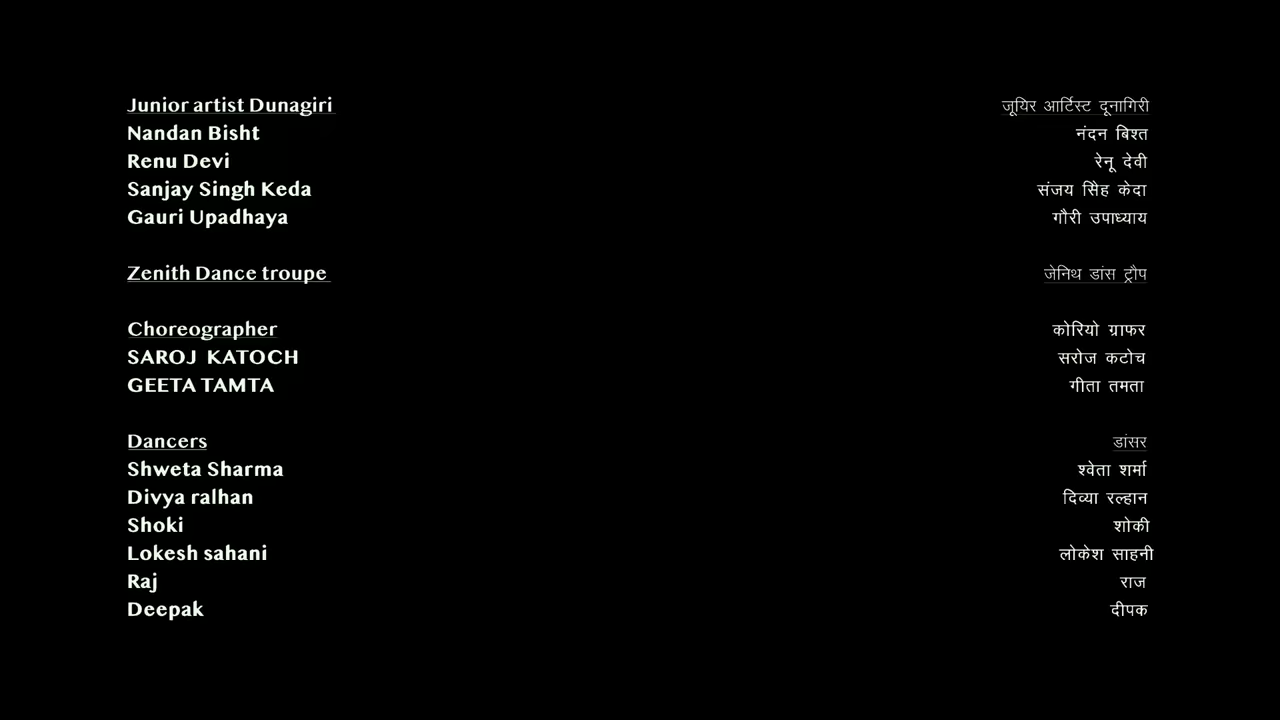 Junior artist Dunagiri जूयिर आर्टिस्ट दूनागिरी
Nandan Bisht नंदन बिश्त
Renu Devi रेनू देवी
Sanjay Singh Keda संजय सिंह केदा
Gauri Upadhaya गौरी उपाध्याय
Zenith Dance troupe जेनिथ डांस ट्रौप
Choreographer कोरियो ग्राफर
SAROJ KATOCH सरोज कटोच
GEETA TAMTA गीता तमता
Dancers डांसर
Shweta Sharma श्वेता शर्मा
Divya ralhan दिव्या रल्हान
Shoki शोकी
Lokesh sahani लोकेश साहनी
Raj राज
Deepak दीपक